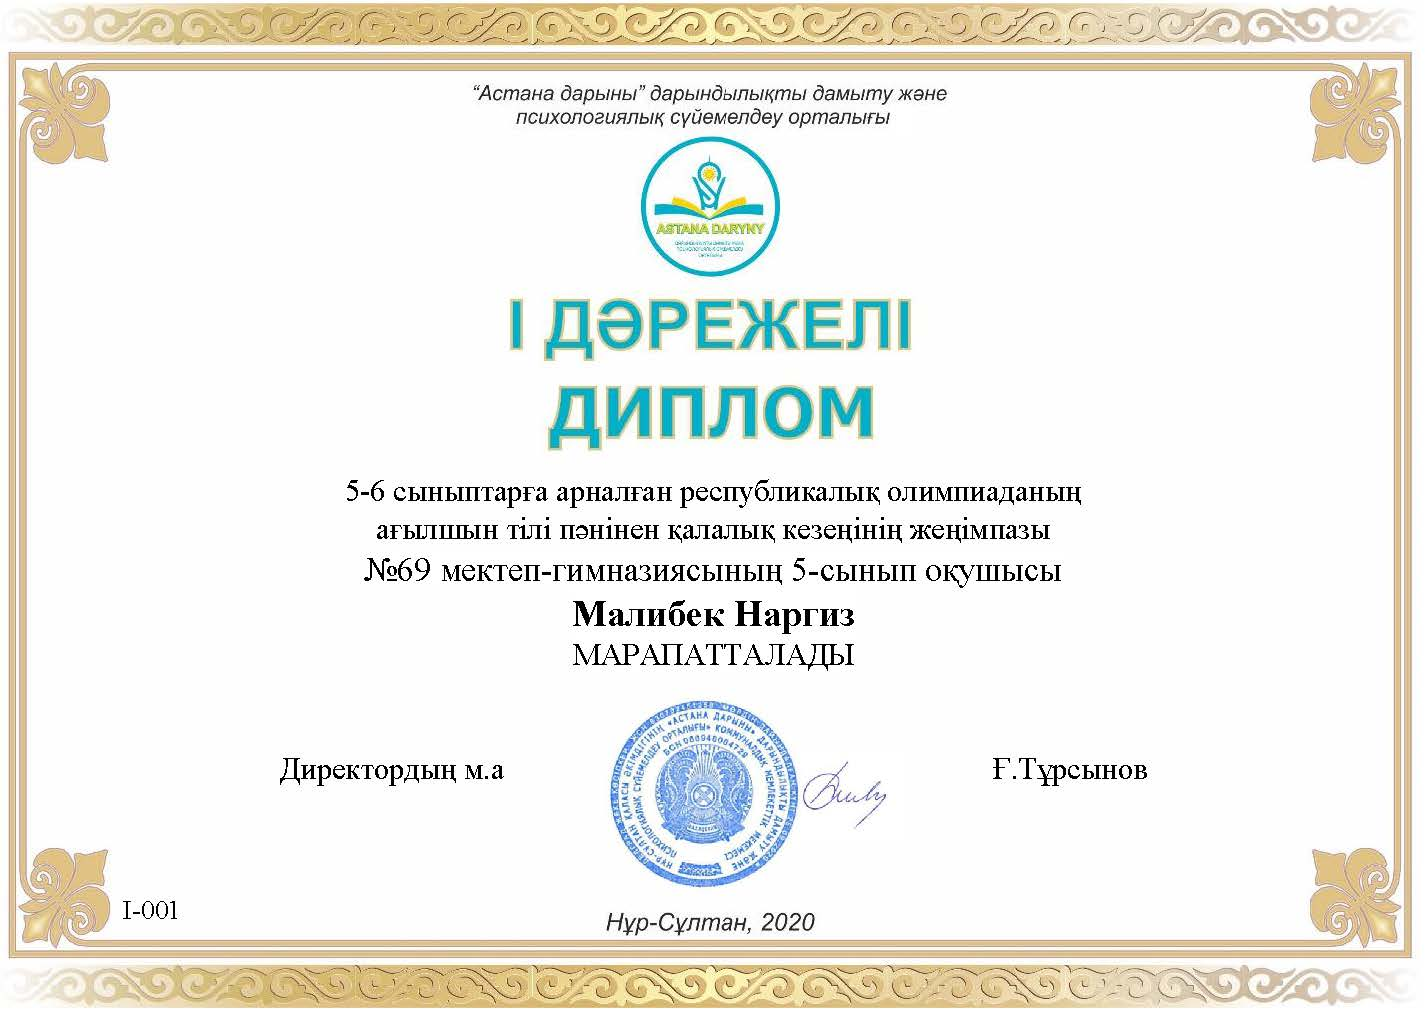 “Астана дарыны” дарындылықты дамыту және
психологиялық сүйемелдеу орталығы
ASTANA DARYNY
І ДӘРЕЖЕЛІ
ДИПЛОМ
5-6 сыныптарға арналған республикалық олимпиаданың
ағылшын тілі пәнінен қалалық кезеңінің жеңімпазы
№69 мектеп-гимназиясының 5-сынып оқушысы
Малибек Наргиз
МАРАПАТТАЛАДЫ
Директордың м.а
Ғ.Тұрсынов
I-001
Нұр-Сұлтан, 2020